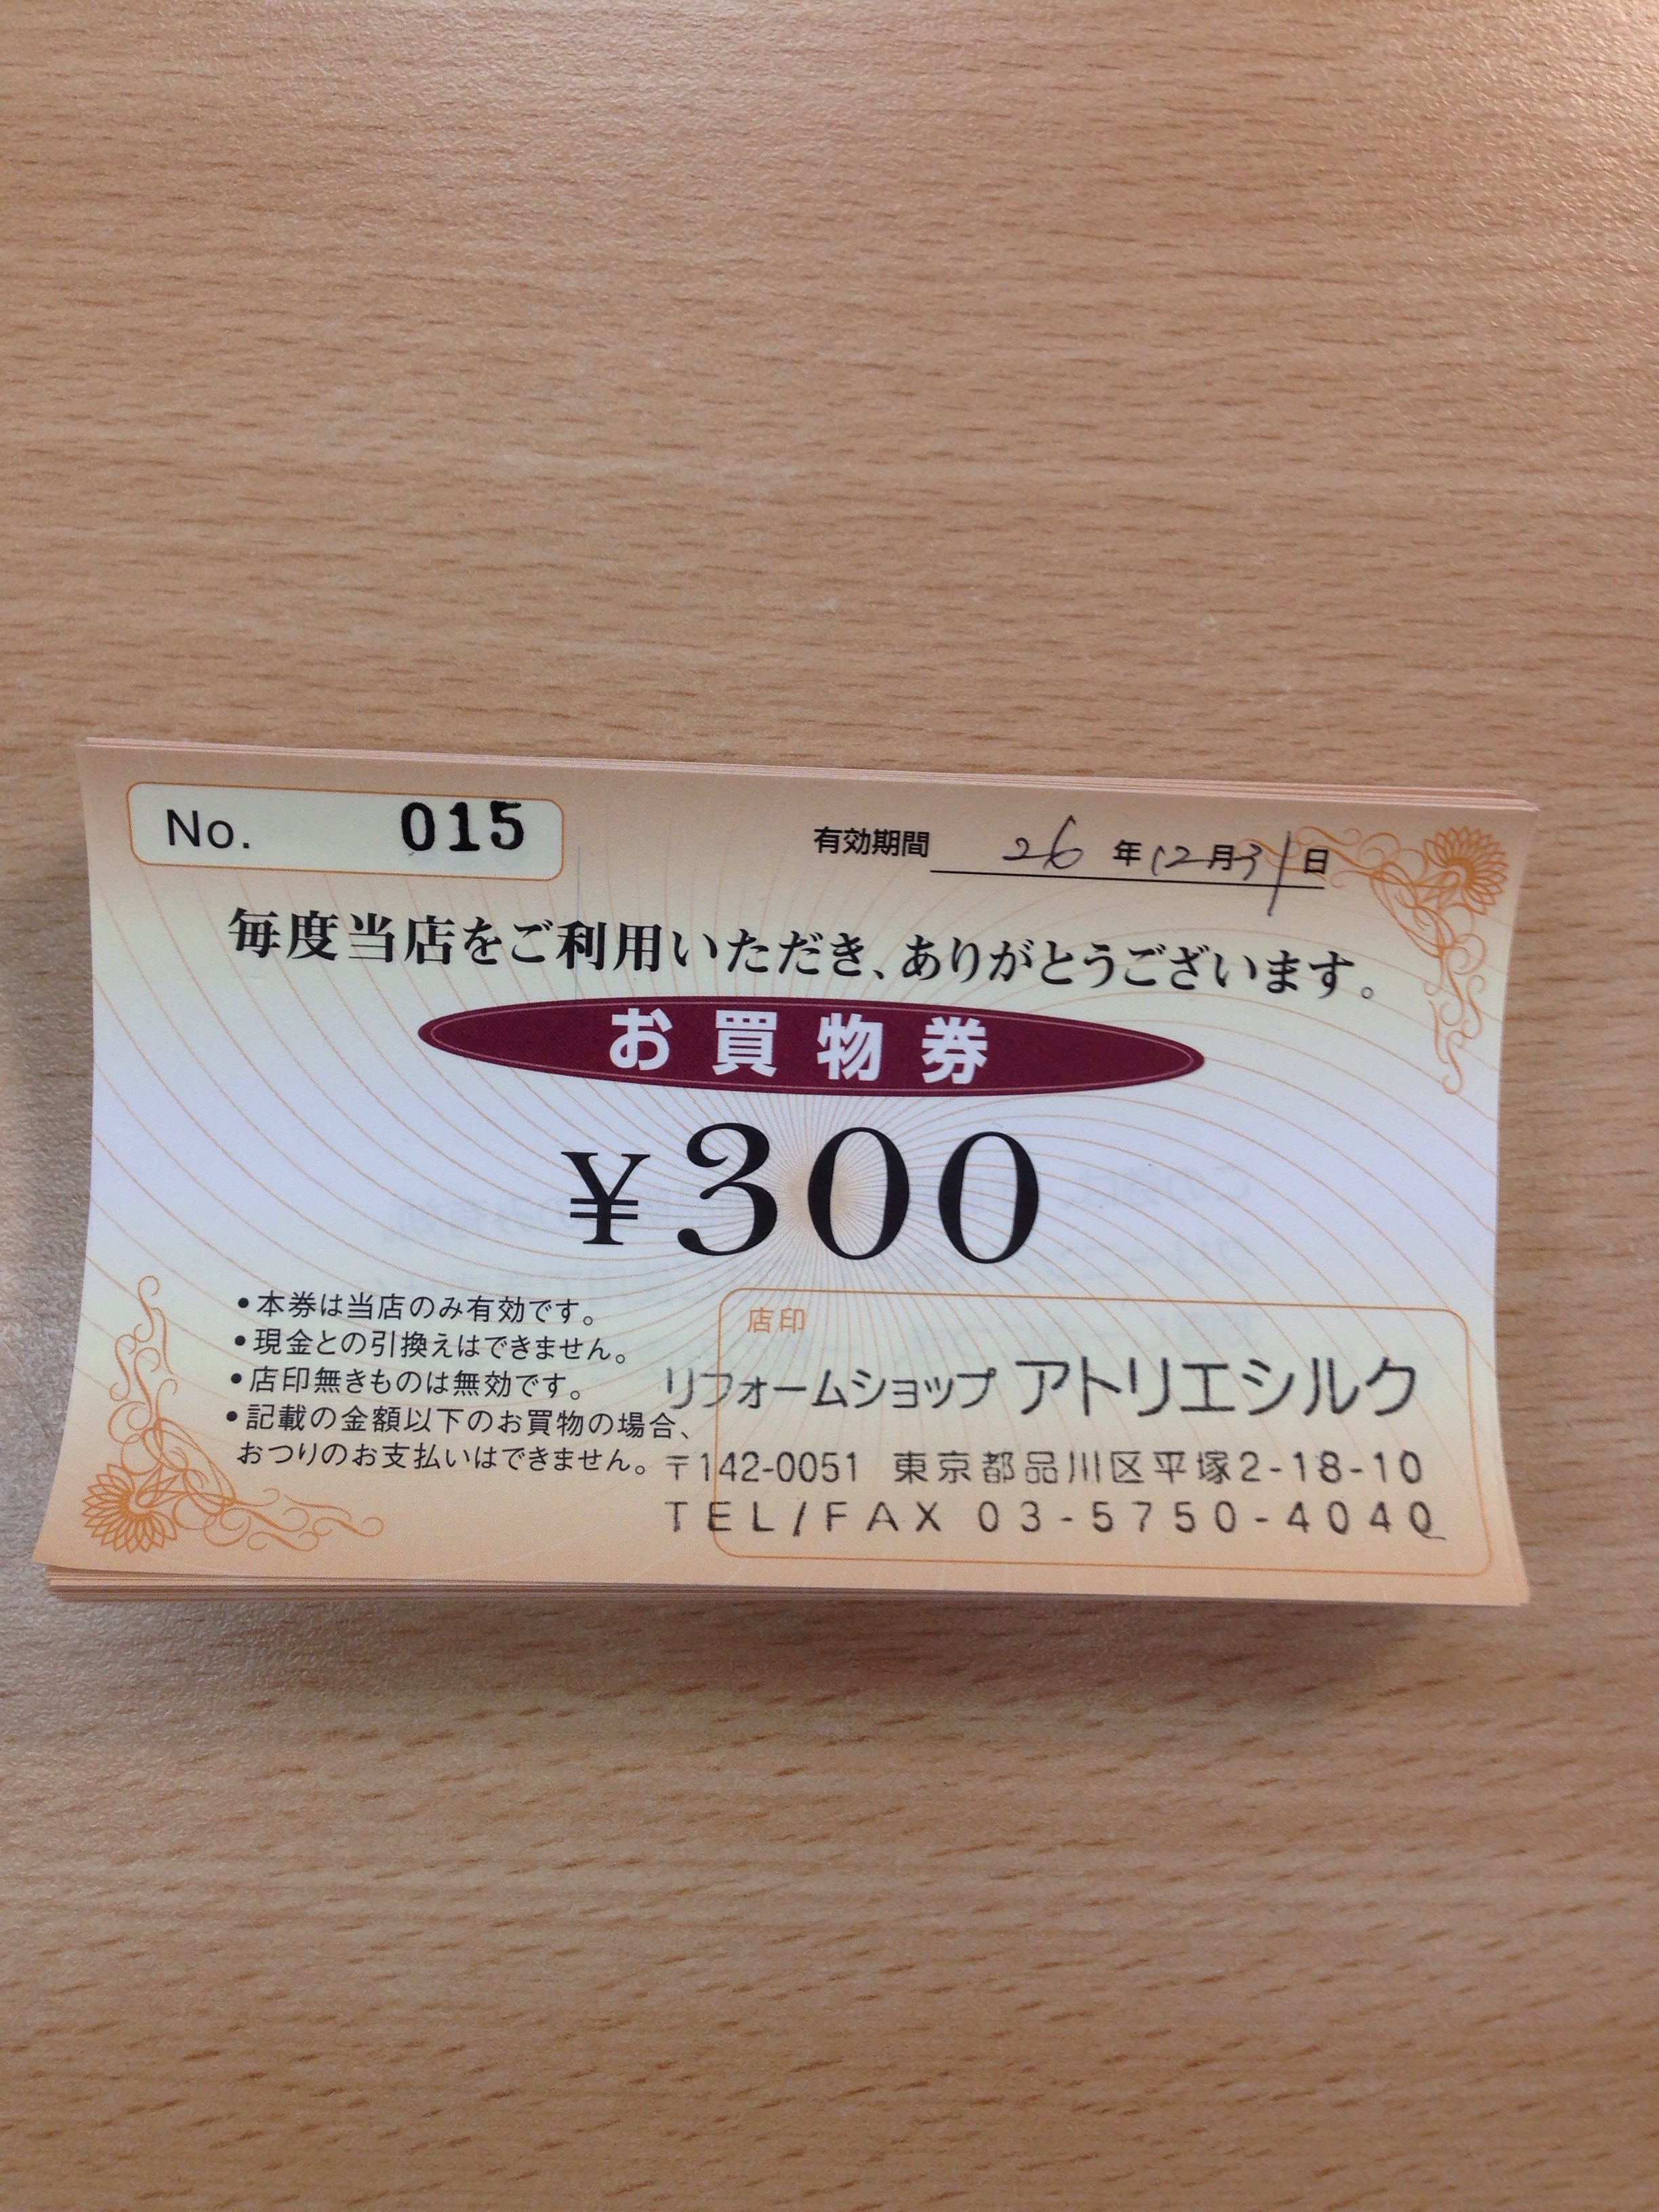 No. 015
有効期間 26年12月31日
毎度当店をご利用いただき、ありがとうございます。
お買物券
¥300
•本券は当店のみ有効です。
•現金との引換えはできません。
•店印無きものは無効です。
•記載の金額以下のお買物の場合、
おつりのお支払いはできません。
店印
リフォームショップ アトリエシルク
〒142-0051 東京都品川区平塚2-18-10
TEL/FAX 03-5750-4040